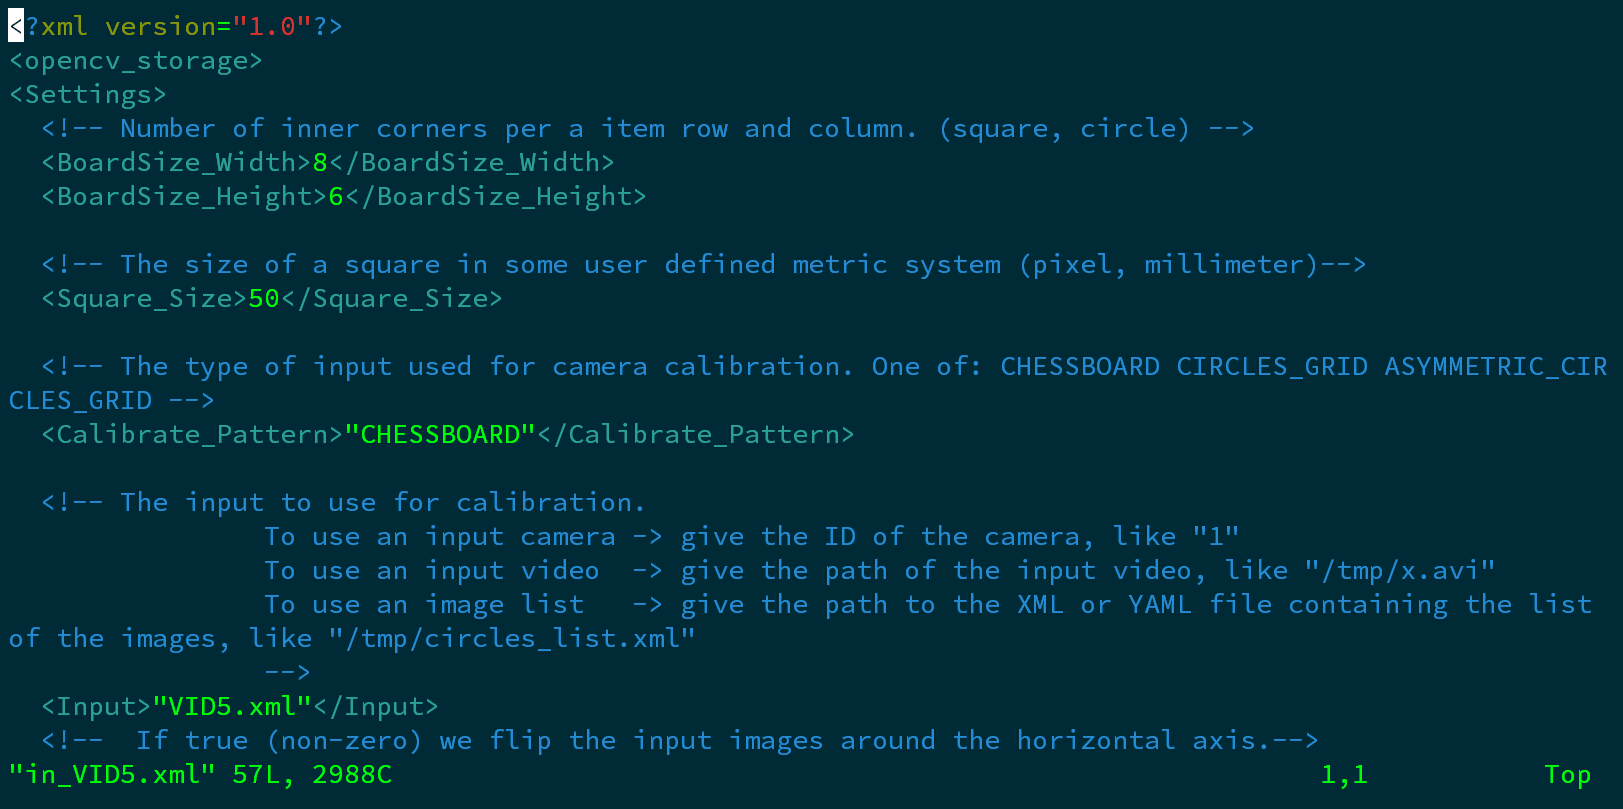 <?xml version="1.0"?>
<opencv_storage>
<Settings>
  <!-- Number of inner corners per a item row and column. (square, circle) -->
  <BoardSize_Width>8</BoardSize_Width>
  <BoardSize_Height>6</BoardSize_Height>

  <!-- The size of a square in some user defined metric system (pixel, millimeter)-->
  <Square_Size>50</Square_Size>

  <!-- The type of input used for camera calibration. One of: CHESSBOARD CIRCLES_GRID ASYMMETRIC_CIR
CLES_GRID -->
  <Calibrate_Pattern>"CHESSBOARD"</Calibrate_Pattern>

  <!-- The input to use for calibration.
                To use an input camera -> give the ID of the camera, like "1"
                To use an input video  -> give the path of the input video, like "/tmp/x.avi"
                To use an image list   -> give the path to the XML or YAML file containing the list
of the images, like "/tmp/circles_list.xml"
                -->
  <Input>"VID5.xml"</Input>
  <!--  If true (non-zero) we flip the input images around the horizontal axis.-->
"in_VID5.xml" 57L, 2988C                                                          1,1           Top